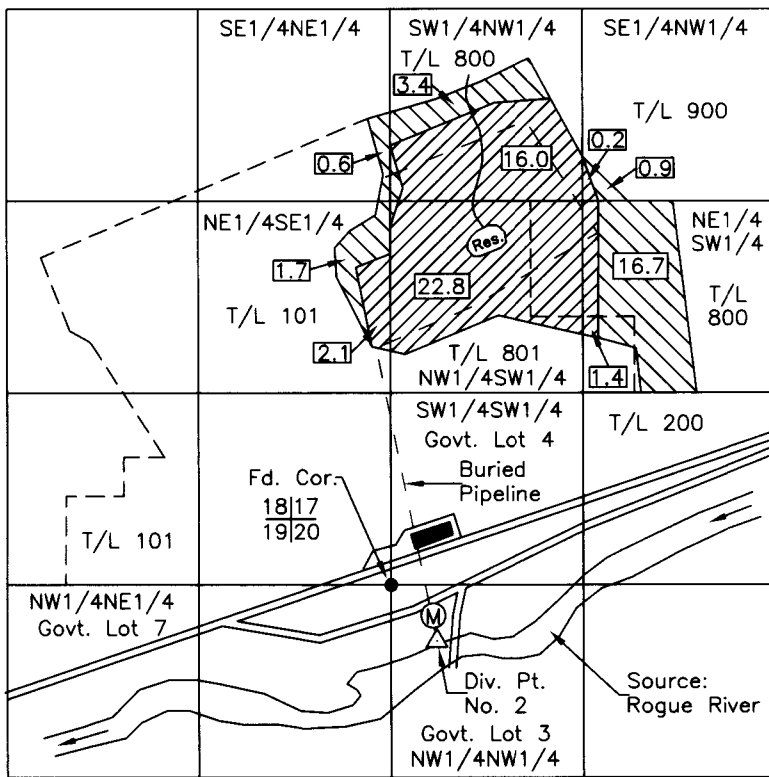 SE1/4NE1/4
SW1/4NW1/4
SE1/4NW1/4
T/L 800
3.4
T/L 900
0.2
0.6
16.0
0.9
NE1/4SE1/4
NE1/4
SW1/4
Res.
1.7
22.8
16.7
T/L 101
T/L
800
2.1
T/L 801
NW1/4SW1/4
1.4
SW1/4SW1/4
Govt. Lot 4
T/L 200
Fd. Cor.
Buried
Pipeline
18|17
19|20
T/L 101
NW1/4NE1/4
Govt. Lot 7
M
Div. Pt.
No. 2
Source:
Rogue River
Govt. Lot 3
NW1/4NW1/4